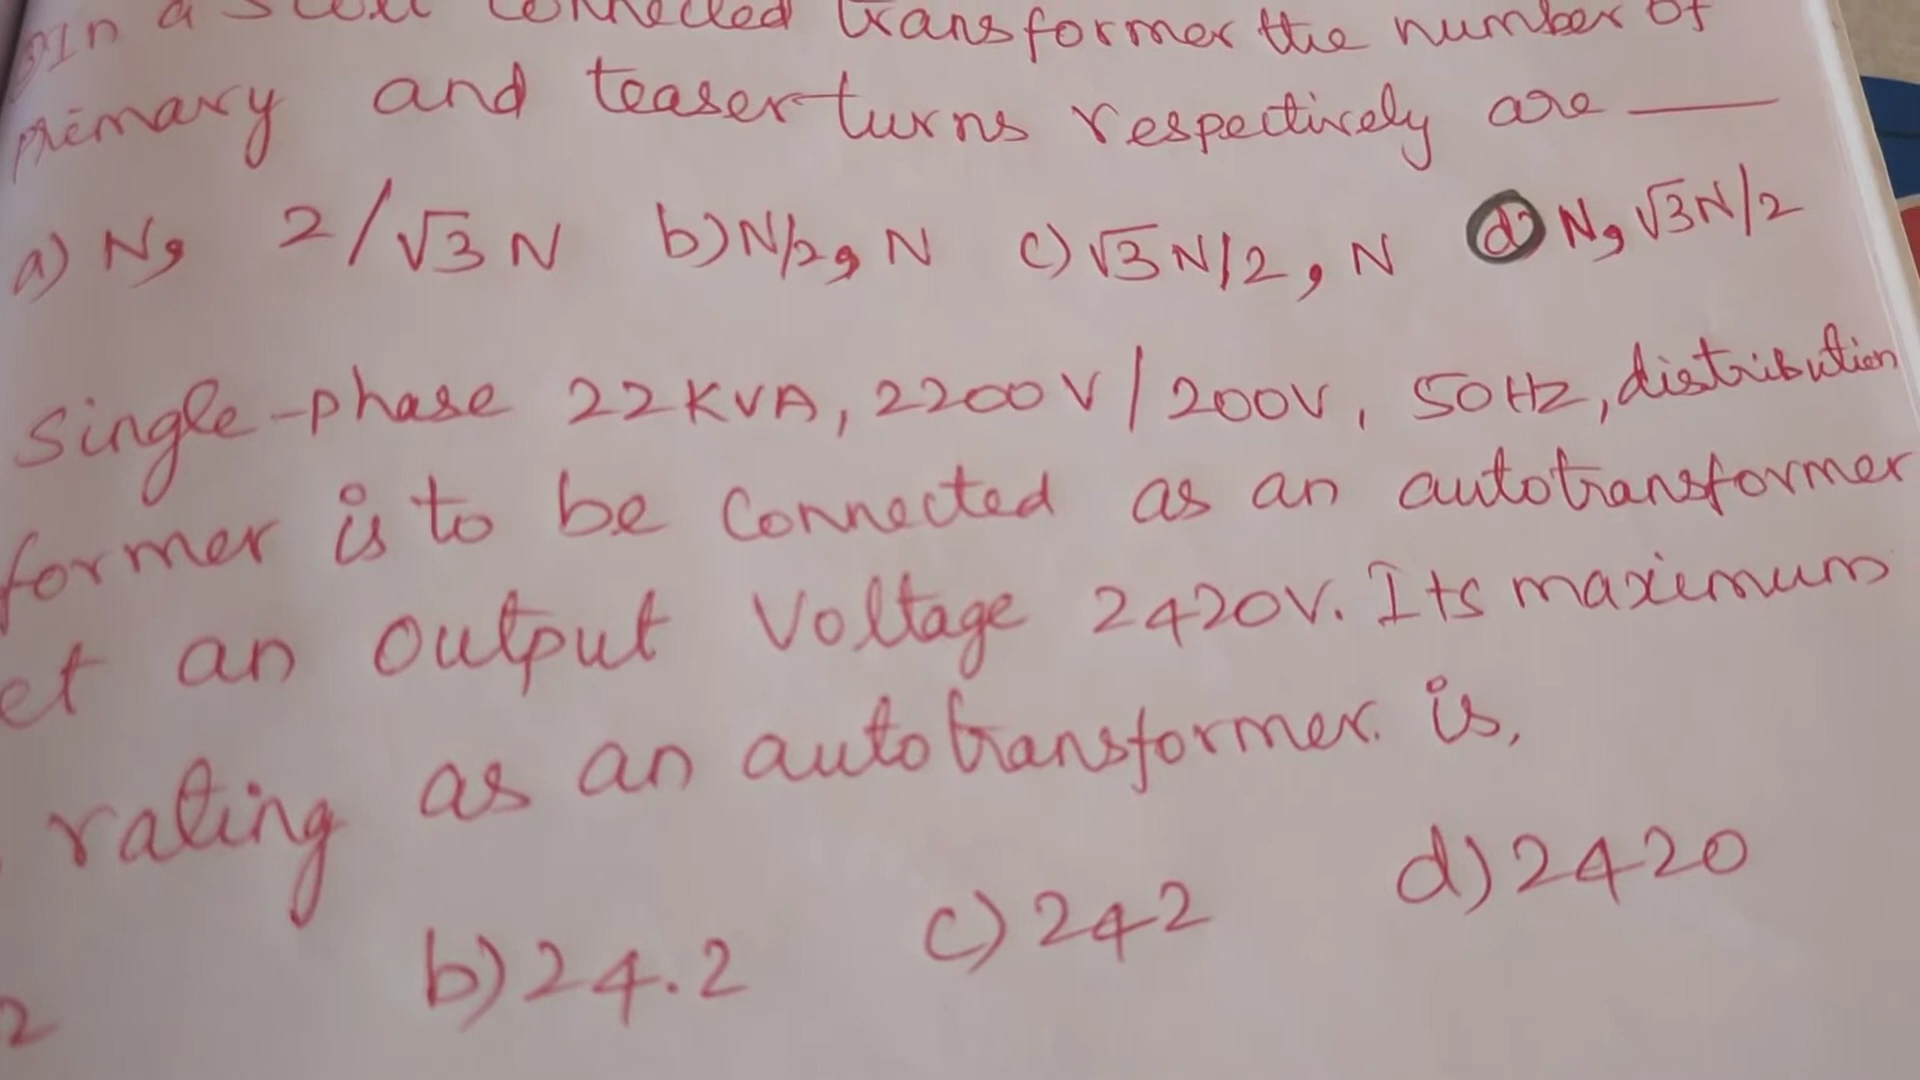 In a connected transformer the number of
primary and teaser turns respectively are ——
a) N, 2/√3 N b) N/2, N c) √3 N/2, N d) N, √3N/2
Single-phase 22KVA, 2200V/200V, 50Hz, distribution
former is to be connected as an autotransformer
et an output voltage 2420V. Its maximum
rating as an autotransformer is,
2 b) 24.2 c) 242 d) 2420